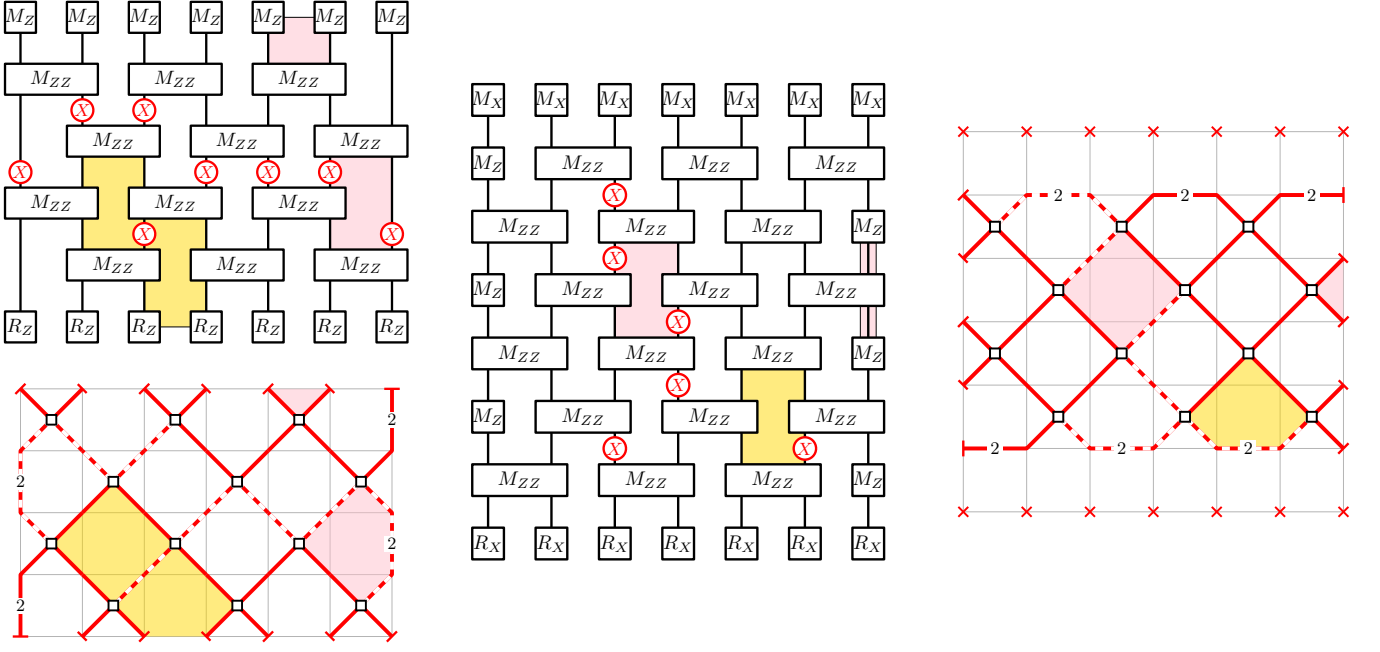 M_Z M_Z M_Z M_Z M_Z M_Z M_Z
M_ZZ M_ZZ M_ZZ
X X
M_ZZ M_ZZ M_ZZ
X X X X
M_ZZ M_ZZ M_ZZ
X X
M_ZZ M_ZZ M_ZZ
R_Z R_Z R_Z R_Z R_Z R_Z R_Z
2
2
2
2
M_X M_X M_X M_X M_X M_X M_X
M_Z M_ZZ M_ZZ M_ZZ
X
M_ZZ M_ZZ M_ZZ M_Z
X
M_Z M_ZZ M_ZZ M_ZZ
X
M_ZZ M_ZZ M_ZZ M_Z
X
M_Z M_ZZ M_ZZ M_ZZ
X X
M_ZZ M_ZZ M_ZZ M_Z
R_X R_X R_X R_X R_X R_X R_X
2 2 2
2 2 2